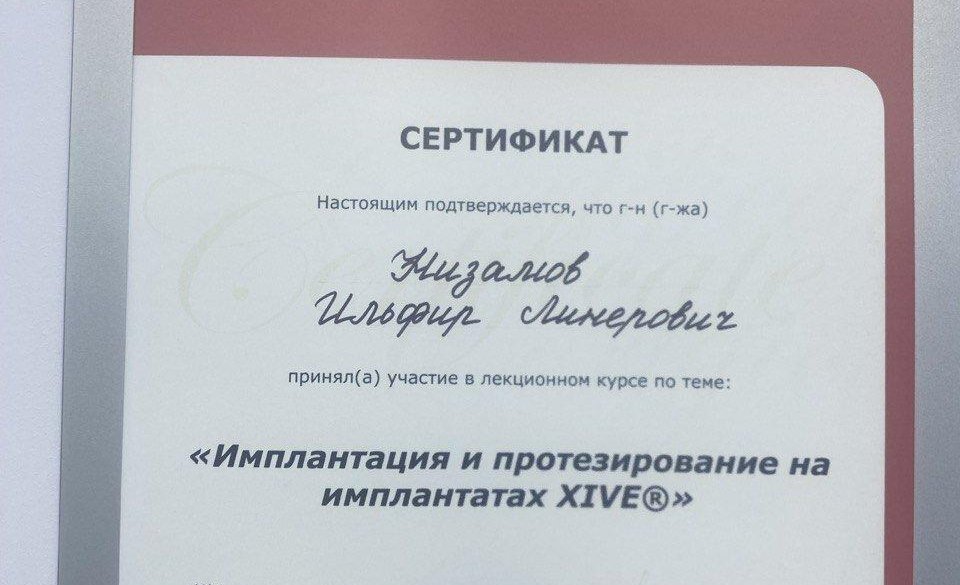 СЕРТИФИКАТ
Настоящим подтверждается, что г-н (г-жа)
Низамов
Ильфир Линерович
принял(а) участие в лекционном курсе по теме:
«Имплантация и протезирование на
имплантатах XIVE®»